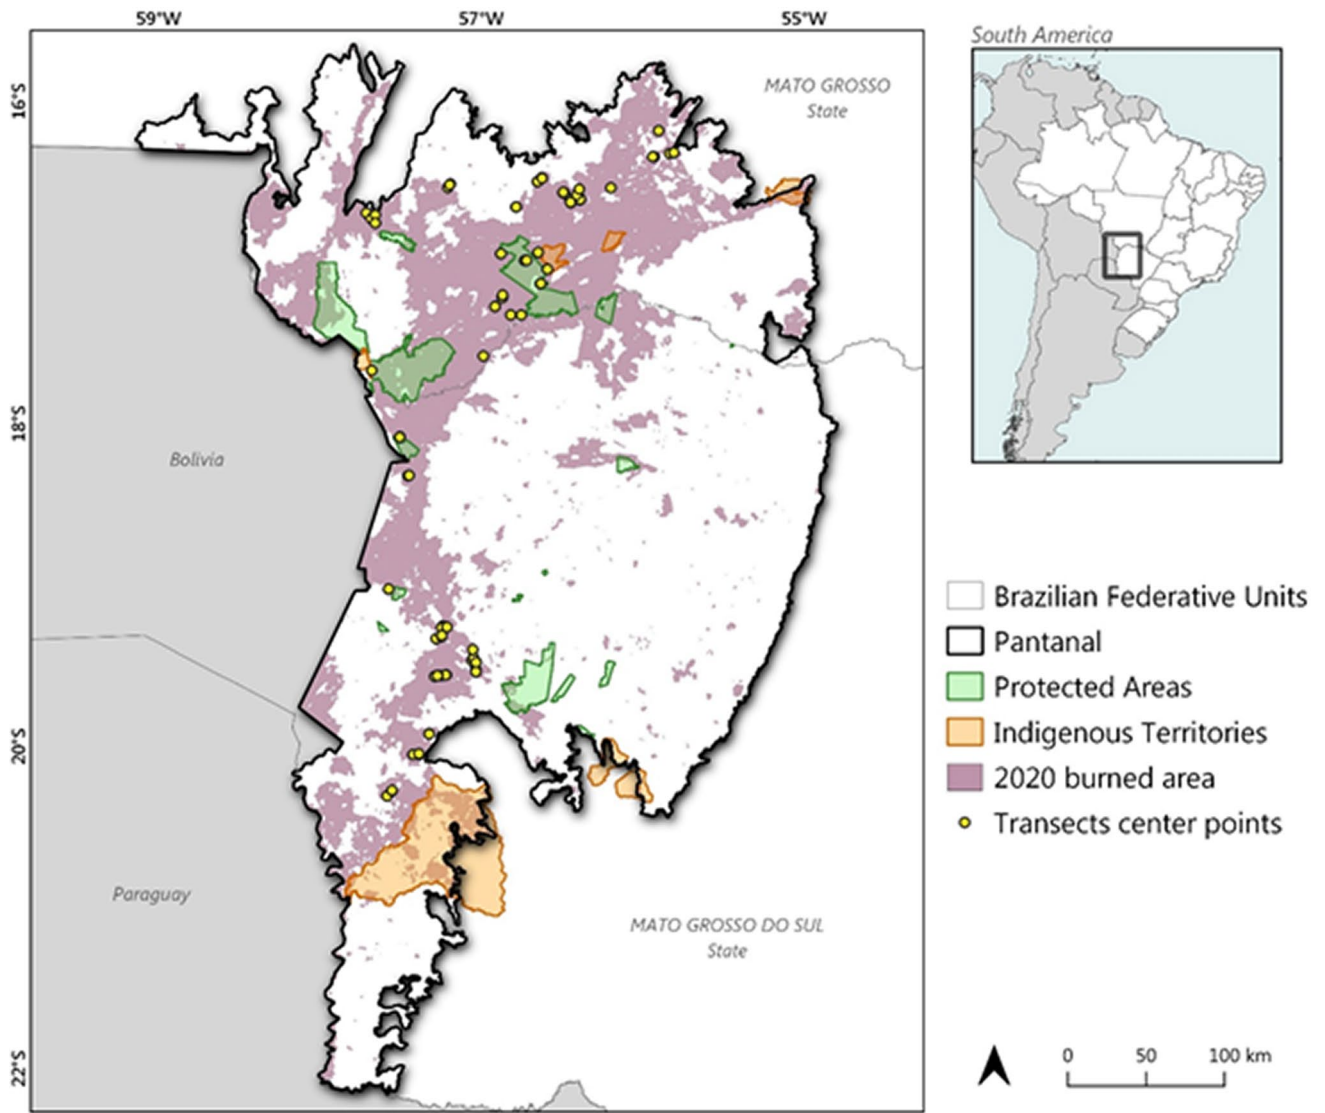 59°W 57°W 55°W
South America
MATO GROSSO
State
16°S
18°S
Bolivia
Brazilian Federative Units
Pantanal
Protected Areas
Indigenous Territories
2020 burned area
Transects center points
20°S
Paraguay
MATO GROSSO DO SUL
State
22°S
0 50 100 km